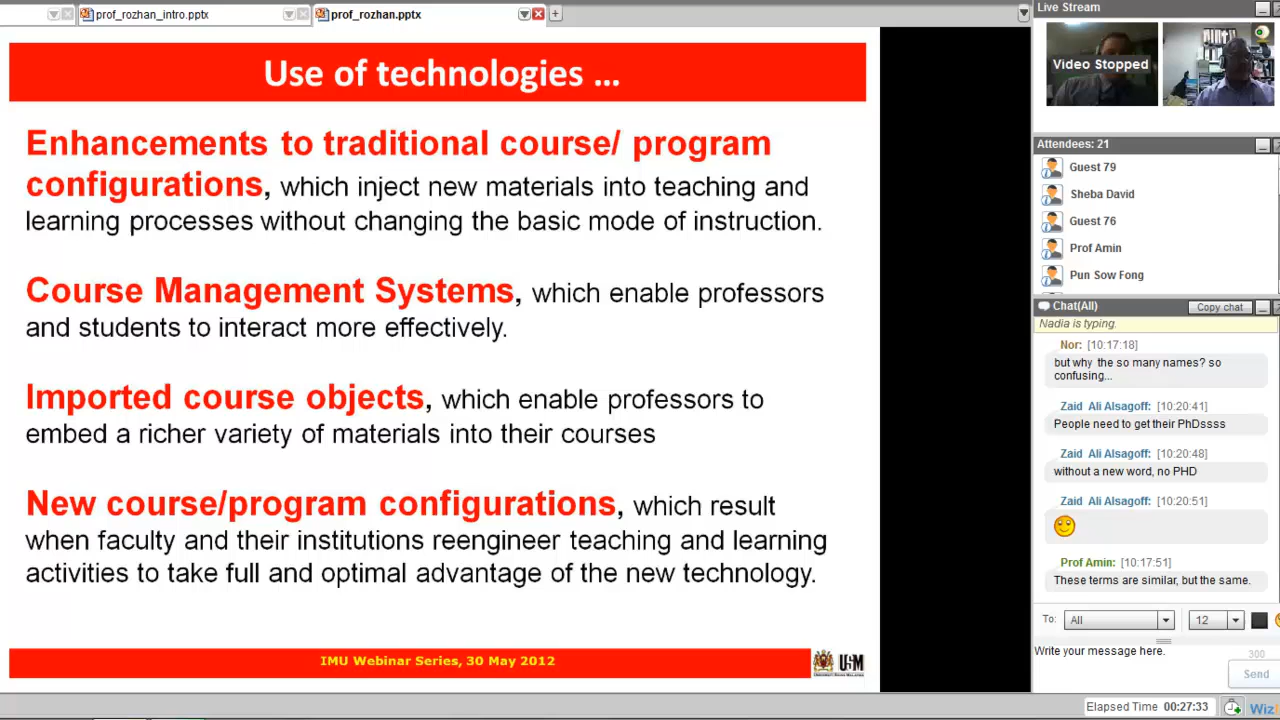 prof_rozhan_intro.pptx
prof_rozhan.pptx
Use of technologies ...
Enhancements to traditional course/ program
configurations, which inject new materials into teaching and
learning processes without changing the basic mode of instruction.
Course Management Systems, which enable professors
and students to interact more effectively.
Imported course objects, which enable professors to
embed a richer variety of materials into their courses
New course/program configurations, which result
when faculty and their institutions reengineer teaching and learning
activities to take full and optimal advantage of the new technology.
IMU Webinar Series, 30 May 2012
USM
Live Stream
Video Stopped
Attendees: 21
Guest 79
Sheba David
Guest 76
Prof Amin
Pun Sow Fong
Chat(All)
Copy chat
Nadia is typing.
Nor: [10:17:18]
but why the so many names? so
confusing...
Zaid Ali Alsagoff: [10:20:41]
People need to get their PhDssss
Zaid Ali Alsagoff: [10:20:48]
without a new word, no PHD
Zaid Ali Alsagoff: [10:20:51]
Prof Amin: [10:17:51]
These terms are similar, but the same.
To: All 12
Write your message here.
300
Send
Elapsed Time 00:27:33
Wiz